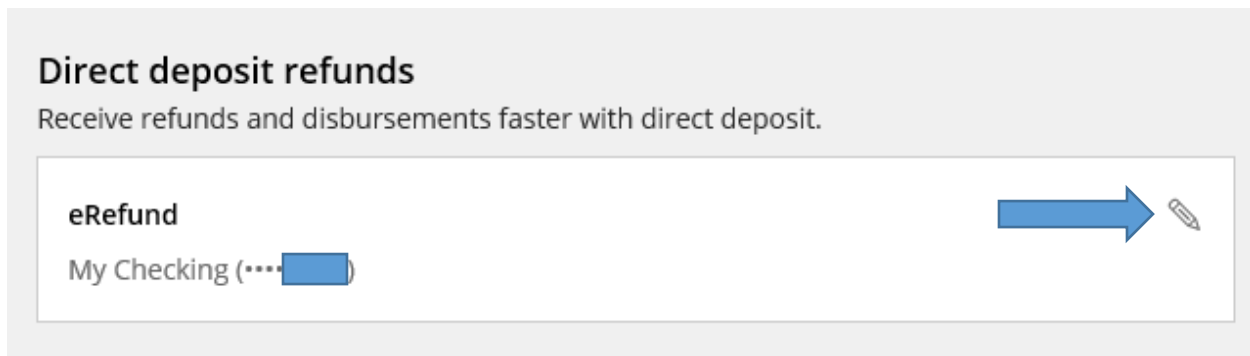 Direct deposit refunds
Receive refunds and disbursements faster with direct deposit.
eRefund
My Checking (••••)